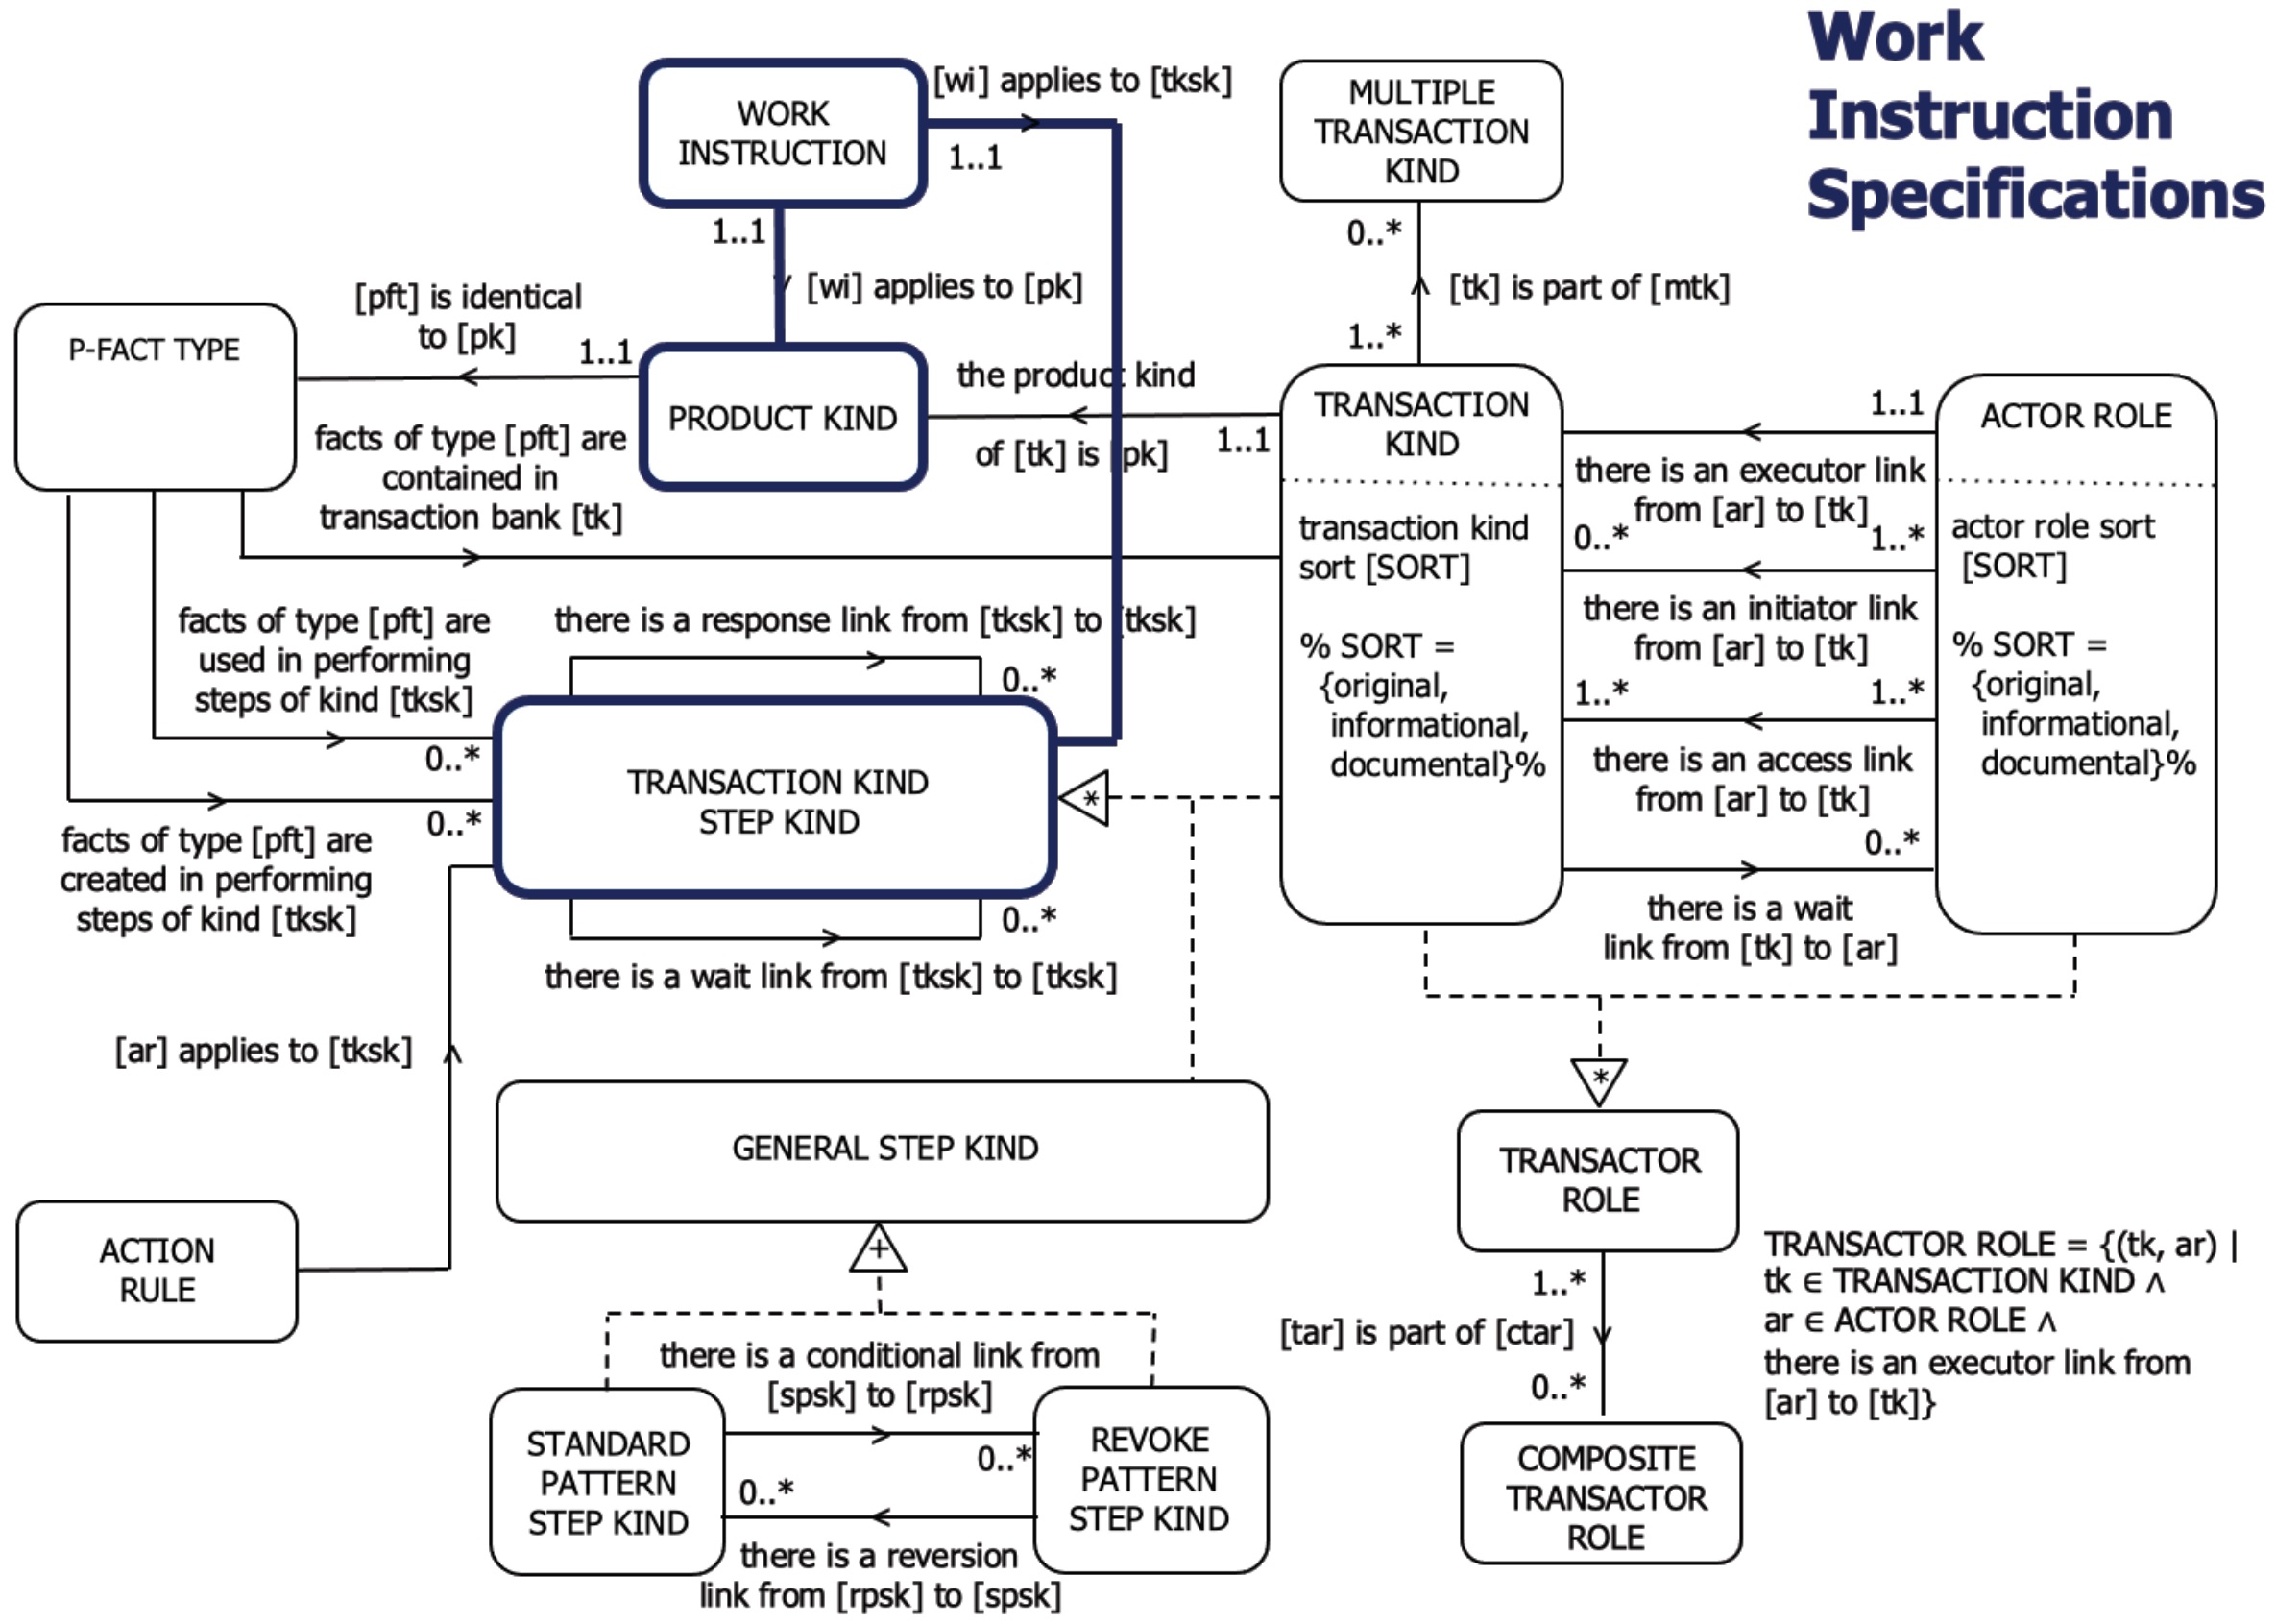 Work
Instruction
Specifications
WORK
INSTRUCTION
[wi] applies to [tksk]
1..1
1..1
[wi] applies to [pk]
MULTIPLE
TRANSACTION
KIND
0..*
[tk] is part of [mtk]
1..*
P-FACT TYPE
[pft] is identical
to [pk]
1..1
PRODUCT KIND
the product kind
of [tk] is [pk]
1..1
facts of type [pft] are
contained in
transaction bank [tk]
TRANSACTION
KIND
transaction kind
sort [SORT]
% SORT =
{original,
informational,
documental}%
ACTOR ROLE
actor role sort
[SORT]
% SORT =
{original,
informational,
documental}%
1..1
there is an executor link
from [ar] to [tk]
0..*
1..*
there is an initiator link
from [ar] to [tk]
1..*
1..*
there is an access link
from [ar] to [tk]
0..*
there is a wait
link from [tk] to [ar]
facts of type [pft] are
used in performing
steps of kind [tksk]
0..*
there is a response link from [tksk] to [tksk]
0..*
TRANSACTION KIND
STEP KIND
*
0..*
facts of type [pft] are
created in performing
steps of kind [tksk]
0..*
there is a wait link from [tksk] to [tksk]
[ar] applies to [tksk]
GENERAL STEP KIND
ACTION
RULE
+
there is a conditional link from
[spsk] to [rpsk]
STANDARD
PATTERN
STEP KIND
0..*
0..*
REVOKE
PATTERN
STEP KIND
there is a reversion
link from [rpsk] to [spsk]
*
TRANSACTOR
ROLE
1..*
[tar] is part of [ctar]
0..*
COMPOSITE
TRANSACTOR
ROLE
TRANSACTOR ROLE = {(tk, ar) |
tk ∈ TRANSACTION KIND ∧
ar ∈ ACTOR ROLE ∧
there is an executor link from
[ar] to [tk]}